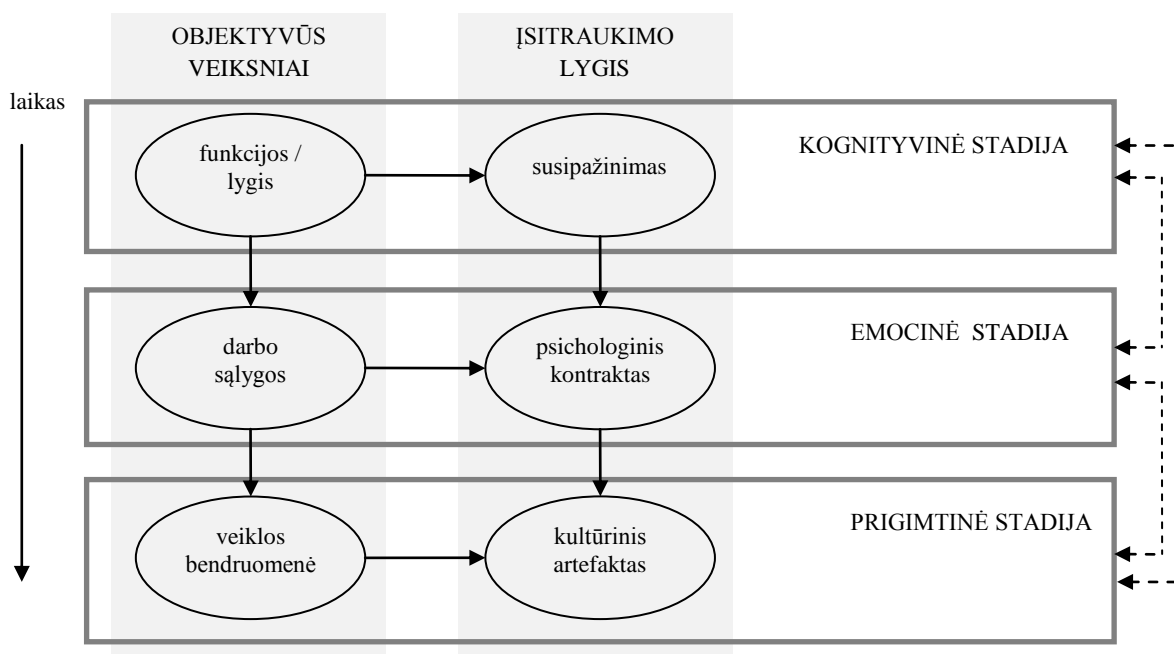 OBJEKTYVŪS
VEIKSNIAI
ĮSITRAUKIMO
LYGIS
laikas
funkcijos /
lygis
susipažinimas
KOGNITYVINĖ STADIJA
darbo
sąlygos
psichologinis
kontraktas
EMOCINĖ  STADIJA
veiklos
bendruomenė
kultūrinis
artefaktas
PRIGIMTINĖ STADIJA